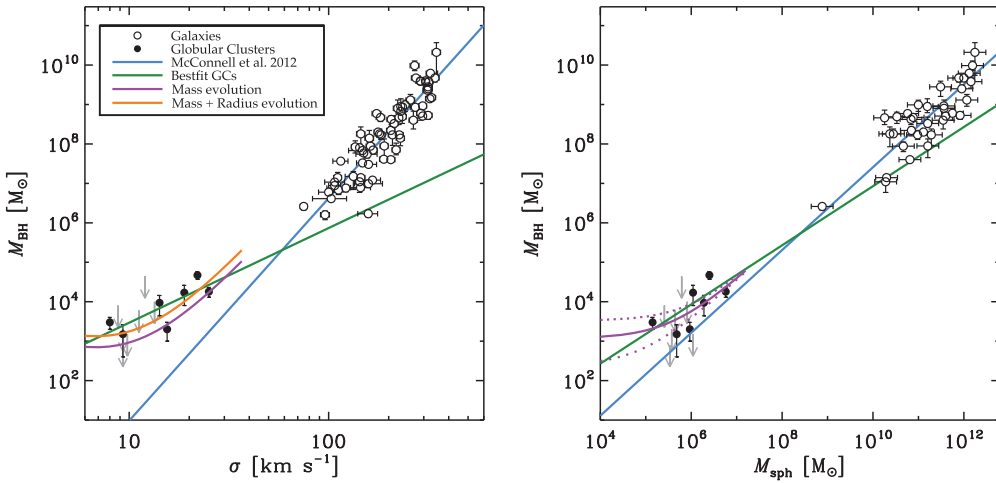 Galaxies
Globular Clusters
McConnell et al. 2012
Bestfit GCs
Mass evolution
Mass + Radius evolution
M_BH [M_⊙]
10^10
10^8
10^6
10^4
10^2
10
100
σ [km s^−1]
M_BH [M_⊙]
10^10
10^8
10^6
10^4
10^2
10^4
10^6
10^8
10^10
10^12
M_sph [M_⊙]